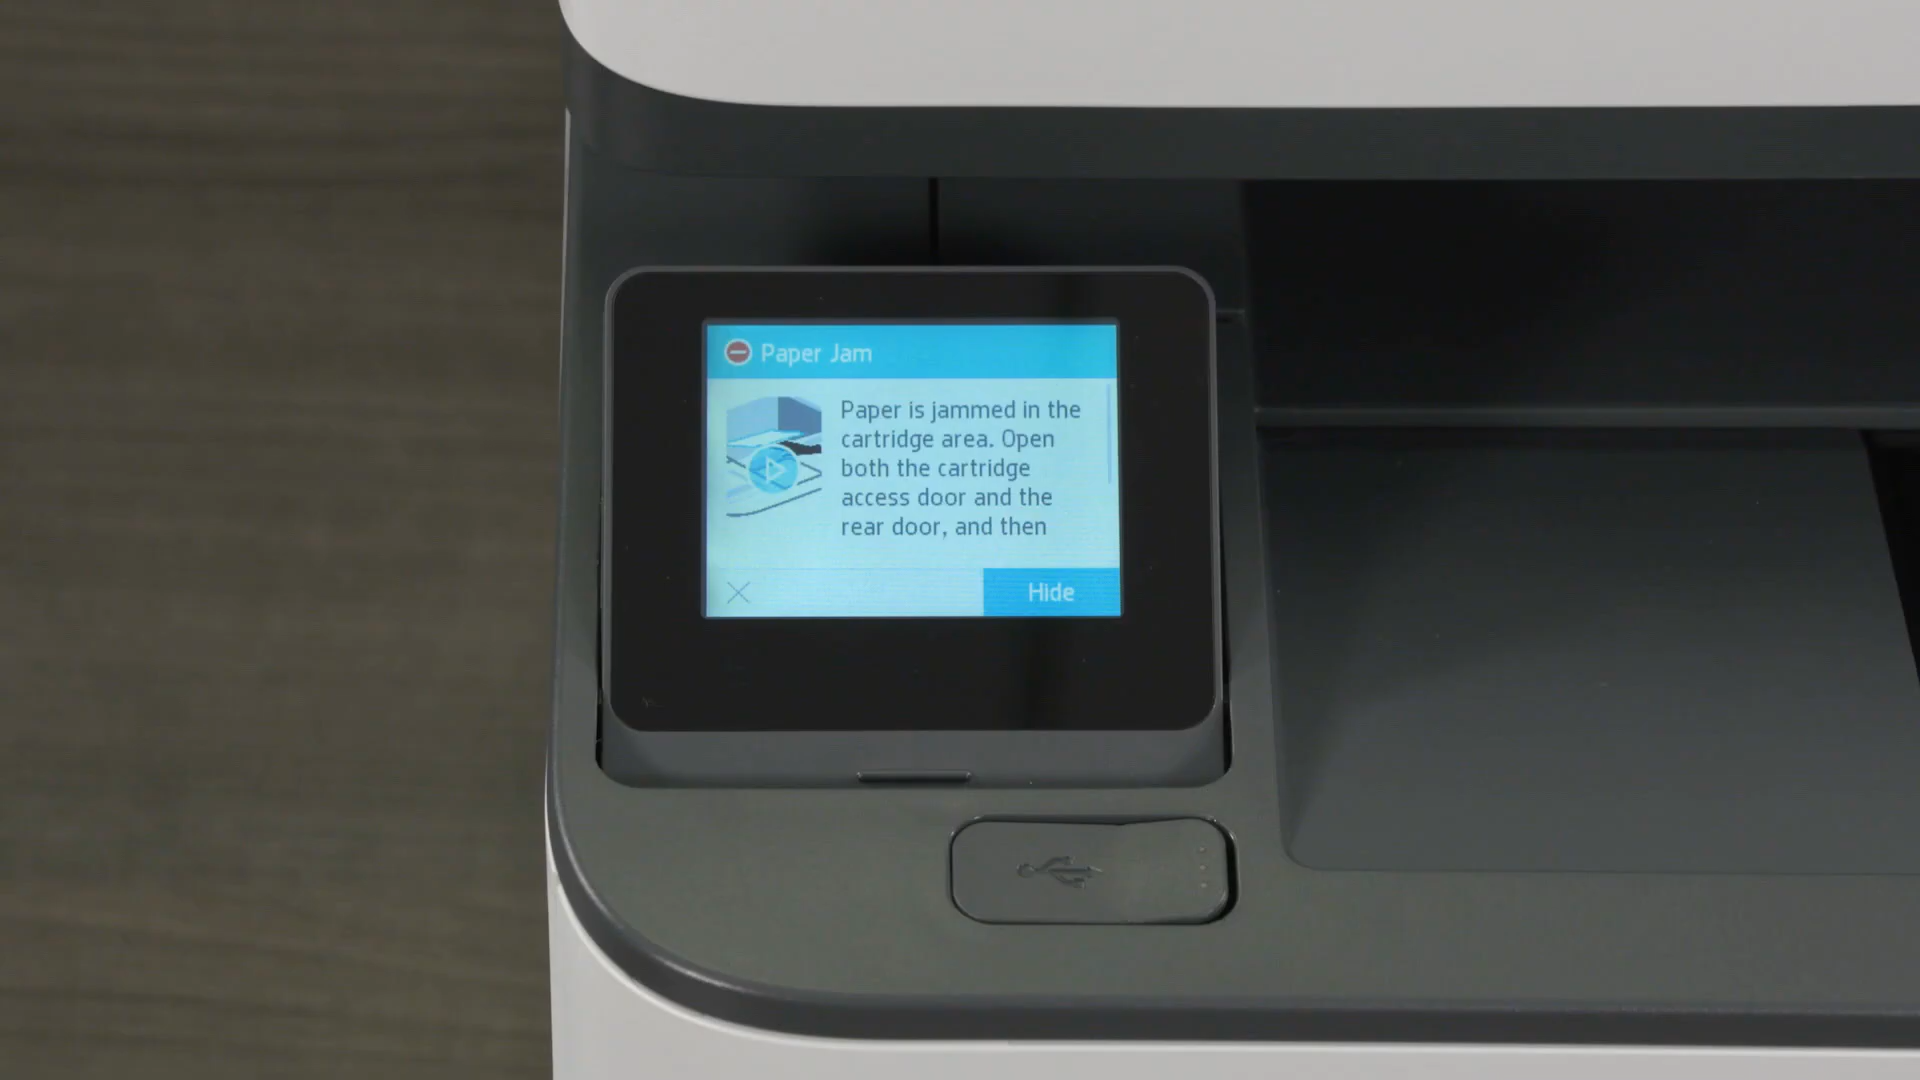 Paper Jam
Paper is jammed in the
cartridge area. Open
both the cartridge
access door and the
rear door, and then
Hide